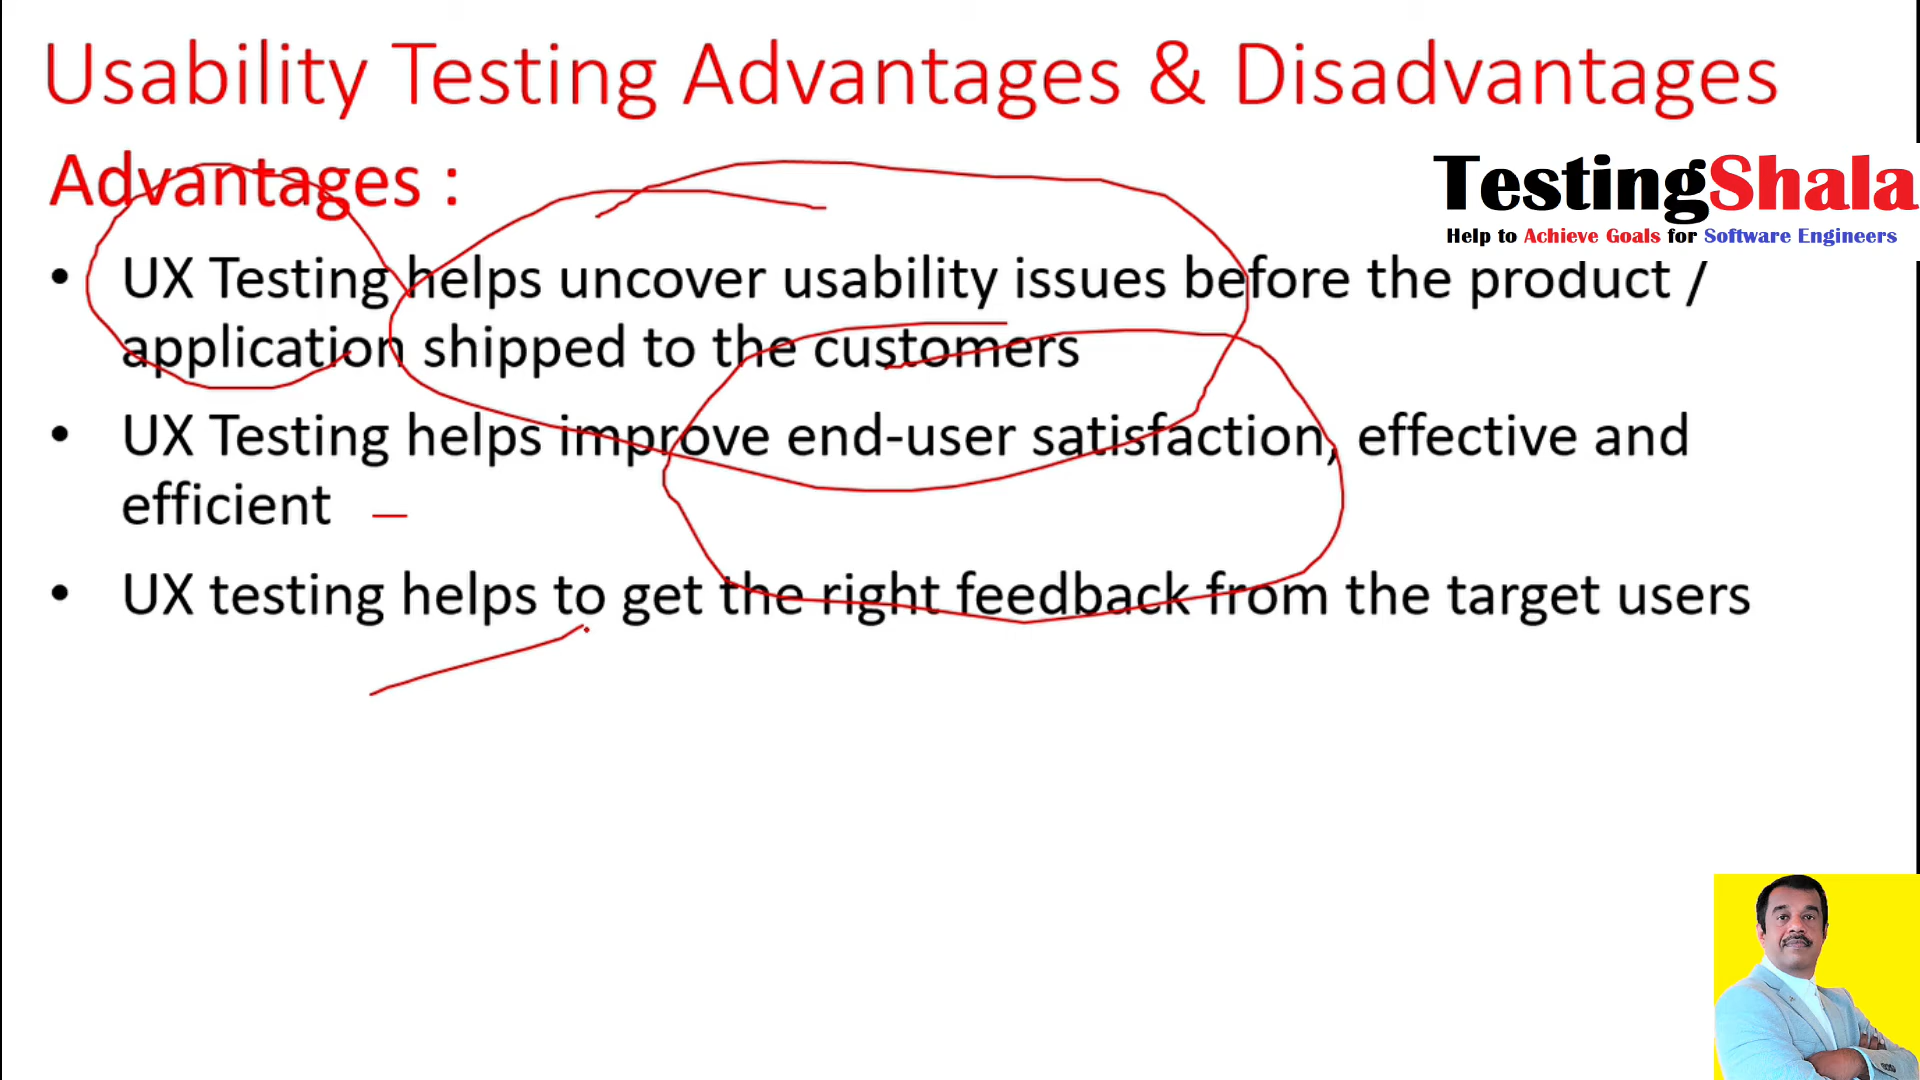 Usability Testing Advantages & Disadvantages
Advantages :
TestingShala
Help to Achieve Goals for Software Engineers
• UX Testing helps uncover usability issues before the product /
application shipped to the customers
• UX Testing helps improve end-user satisfaction, effective and
efficient
• UX testing helps to get the right feedback from the target users